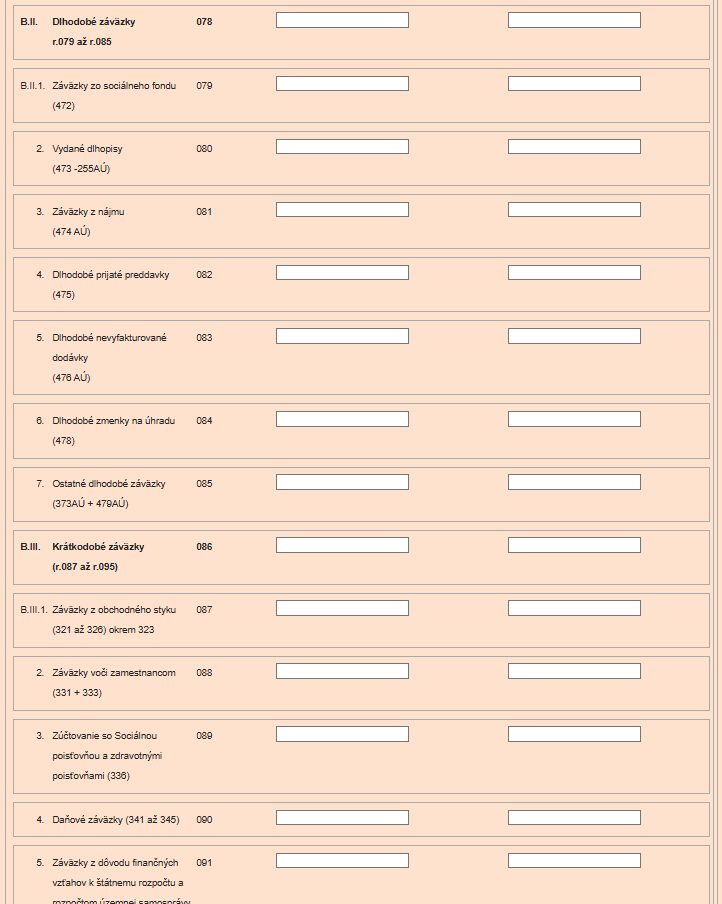 B.II. Dlhodobé záväzky 078
r.079 až r.085
B.II.1. Záväzky zo sociálneho fondu 079
(472)
2. Vydané dlhopisy 080
(473 -255AÚ)
3. Záväzky z nájmu 081
(474 AÚ)
4. Dlhodobé prijaté preddavky 082
(475)
5. Dlhodobé nevyfakturované 083
dodávky
(476 AÚ)
6. Dlhodobé zmenky na úhradu 084
(478)
7. Ostatné dlhodobé záväzky 085
(373AÚ + 479AÚ)
B.III. Krátkodobé záväzky 086
(r.087 až r.095)
B.III.1. Záväzky z obchodného styku 087
(321 až 326) okrem 323
2. Záväzky voči zamestnancom 088
(331 + 333)
3. Zúčtovanie so Sociálnou 089
poisťovňou a zdravotnými
poisťovňami (336)
4. Daňové záväzky (341 až 345) 090
5. Záväzky z dôvodu finančných 091
vzťahov k štátnemu rozpočtu a
rozpočtom územnej samosprávy